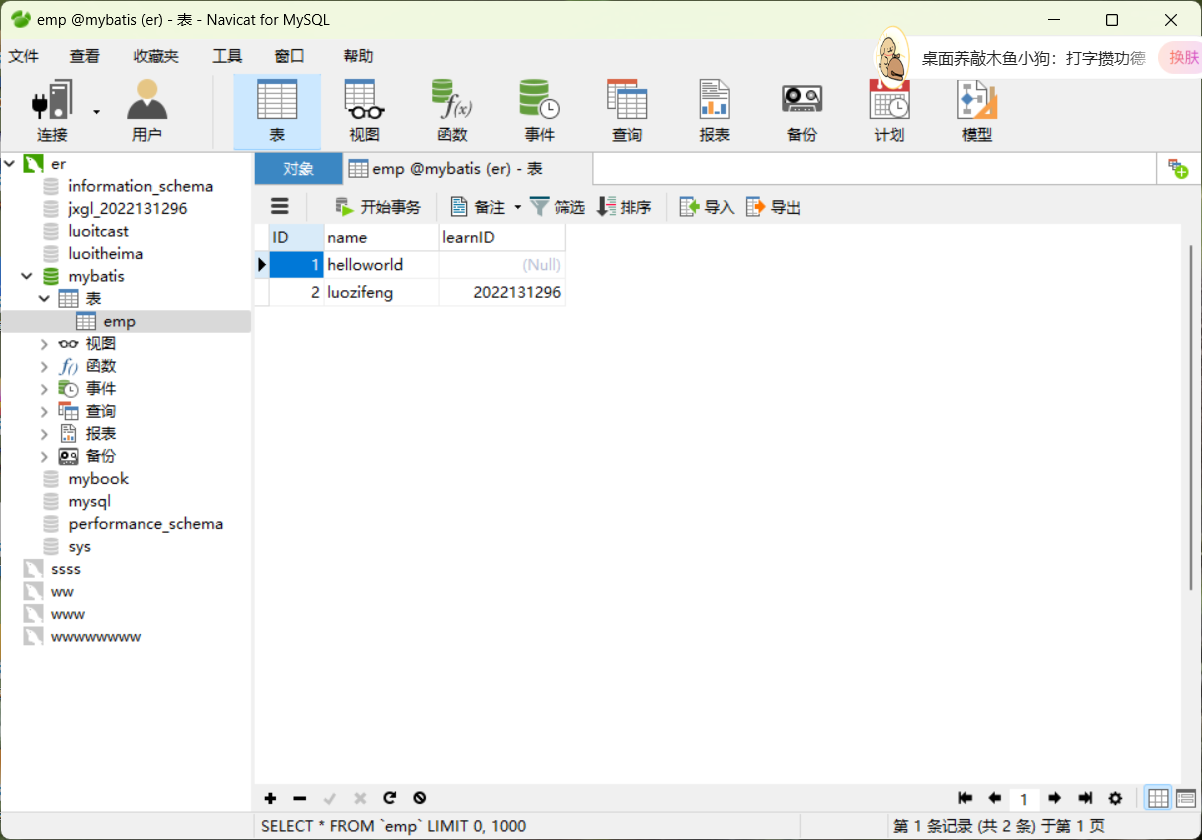 emp @mybatis (er) - 表 - Navicat for MySQL
文件 查看 收藏夹 工具 窗口 帮助
桌面养敲木鱼小狗：打字攒功德 换肤
连接 用户 表 视图 f(x) 函数 事件 查询 报表 备份 计划 模型
er
information_schema
jxgl_2022131296
luoitcast
luoitheima
mybatis
表
emp
视图
f() 函数
事件
查询
报表
备份
mybook
mysql
performance_schema
sys
ssss
ww
www
wwwwwwww
对象 emp @mybatis (er) - 表
开始事务 备注 筛选 排序 导入 导出
ID name learnID
1 helloworld (Null)
2 luozifeng 2022131296
1
SELECT * FROM `emp` LIMIT 0, 1000 第 1 条记录 (共 2 条) 于第 1 页